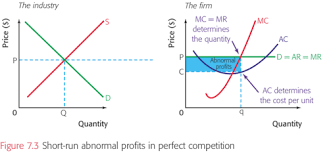 The industry
Price ($)
S
P
D
0
Q
Quantity
The firm
MC = MR
determines
the quantity
MC
AC
Price ($)
P
C
Abnormal
profits
D = AR = MR
AC determines
the cost per unit
0
q
Quantity
Figure 7.3 Short-run abnormal profits in perfect competition